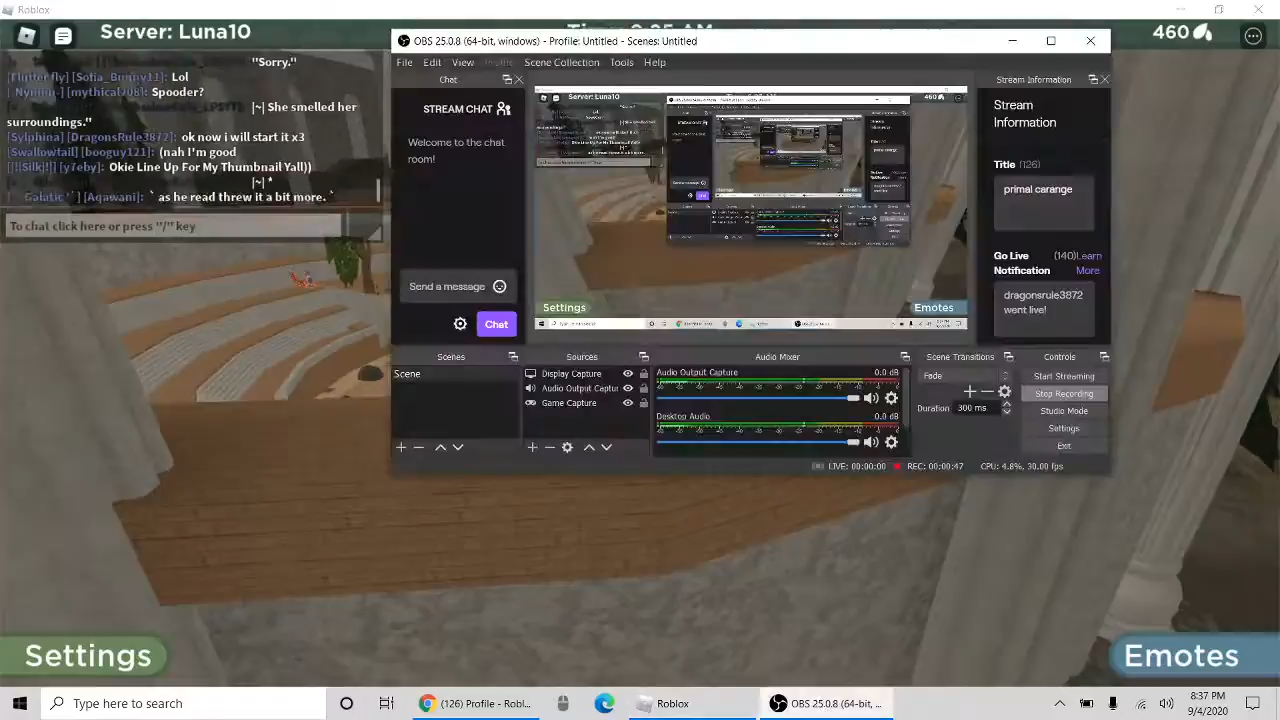 Roblox
Server: Luna10
460
"Sorry."
[Sofia_Bunny11]: Lol
Spooder?
|~| She smelled her
surroundings."
[Sylphina] [DragonsRule3872]: ok now i will start it x3
[Swallowtail] [booguy121]: (nah I'm good
Okie Line Up For My Thumbnail Yall))
|~| A
[Aqawani]: ` s he read threw it a bit more.`
To chat click here or press "/" key
OBS 25.0.8 (64-bit, windows) - Profile: Untitled - Scenes: Untitled
File Edit View Profile Scene Collection Tools Help
Chat
STREAM CHAT
Welcome to the chat
room!
Send a message
Chat
Settings
Emotes
Stream Information
Stream
Information
Title (126)
primal carange
Go Live (140) Learn
Notification More
dragonsrule3872
went live!
Scenes
Scene
Sources
Display Capture
Audio Output Captur
Game Capture
Audio Mixer
Audio Output Capture 0.0 dB
Desktop Audio 0.0 dB
Scene Transitions
Fade
Duration 300 ms
Controls
Start Streaming
Stop Recording
Studio Mode
Settings
Exit
LIVE: 00:00:00 REC: 00:00:47 CPU: 4.8%, 30.00 fps
Settings
Emotes
Type here to search
(126) Profile - Robl...
Roblox
OBS 25.0.8 (64-bit, ...
8:37 PM
9/4/2020